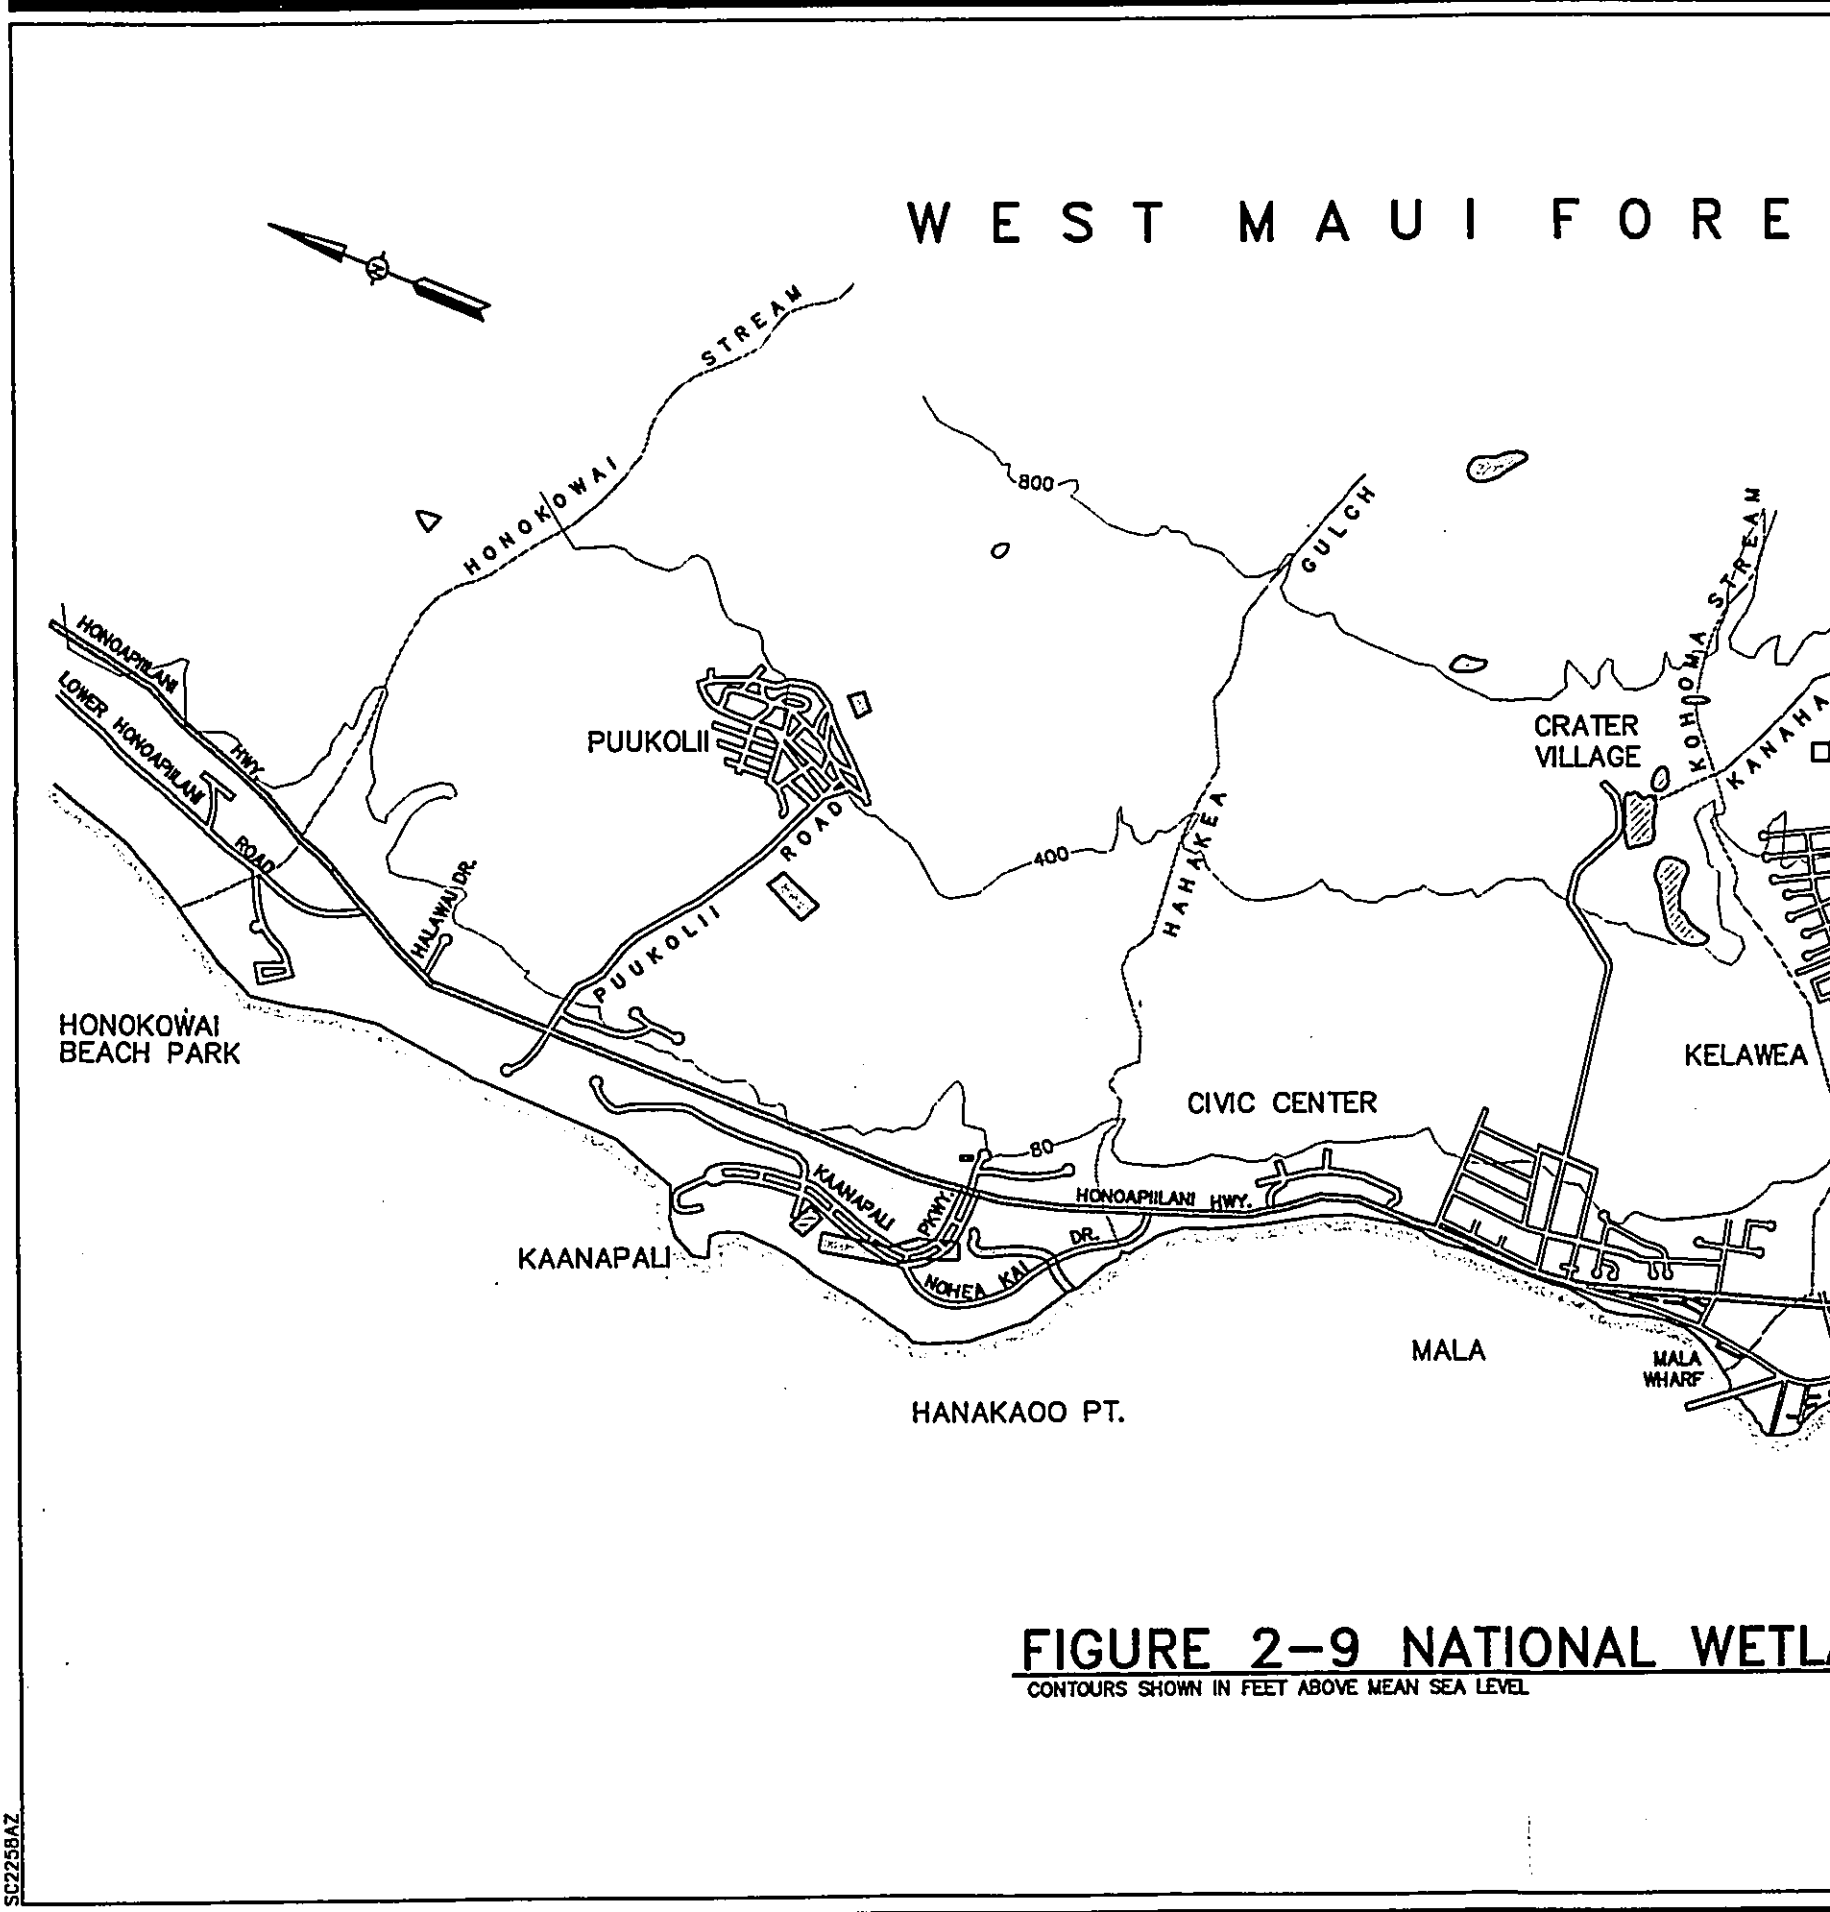 WEST MAUI FORE
N
HONOKOWAI STREAM
800
HAHAKEA GULCH
KOHOMA STREAM
KANAHA
HONOAPIILANI HWY.
LOWER HONOAPIILANI ROAD
PUUKOLII
CRATER
VILLAGE
PUUKOLII ROAD
400
HALAWAI DR.
HONOKOWAI
BEACH PARK
KELAWEA
CIVIC CENTER
80
KAANAPALI PKWY.
HONOAPIILANI HWY.
KAANAPALI
NOHEA KAI DR.
MALA
MALA
WHARF
HANAKAOO PT.
FIGURE 2-9 NATIONAL WETLA
CONTOURS SHOWN IN FEET ABOVE MEAN SEA LEVEL
SC2258AZ